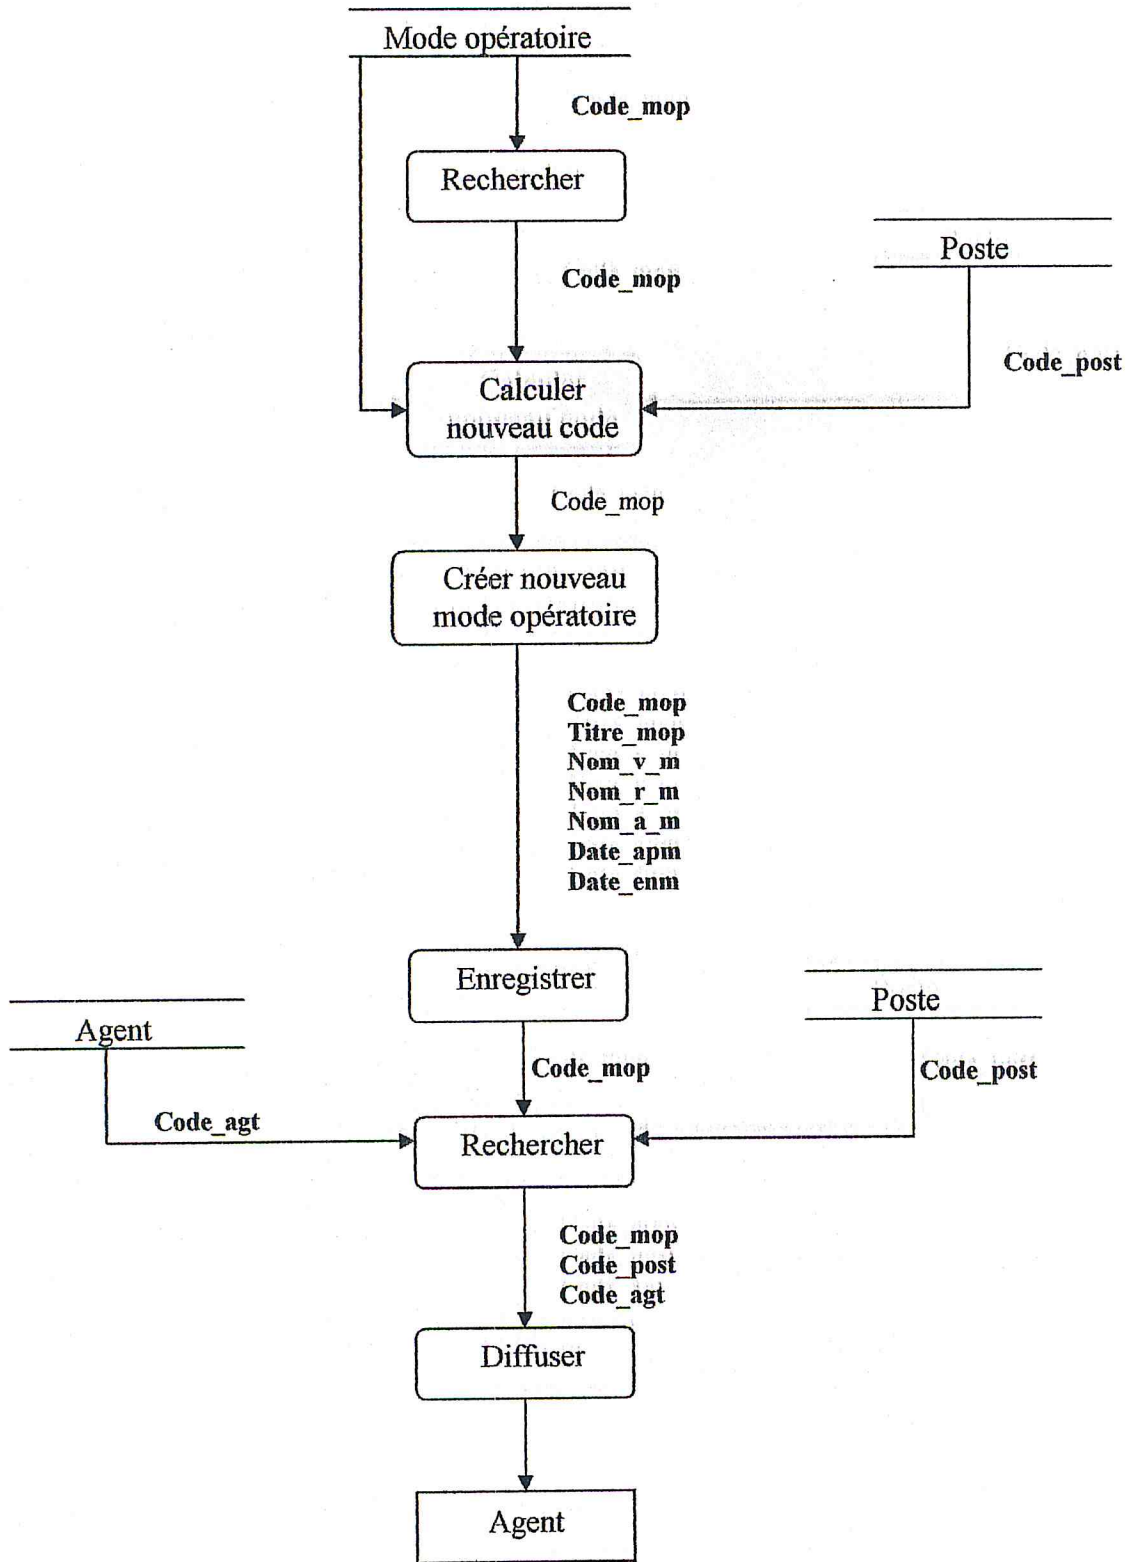 Mode opératoire
Code_mop
Rechercher
Poste
Code_mop
Code_post
Calculer
nouveau code
Code_mop
Créer nouveau
mode opératoire
Code_mop
Titre_mop
Nom_v_m
Nom_r_m
Nom_a_m
Date_apm
Date_enm
Enregistrer
Poste
Agent
Code_mop
Code_post
Code_agt
Rechercher
Code_mop
Code_post
Code_agt
Diffuser
Agent